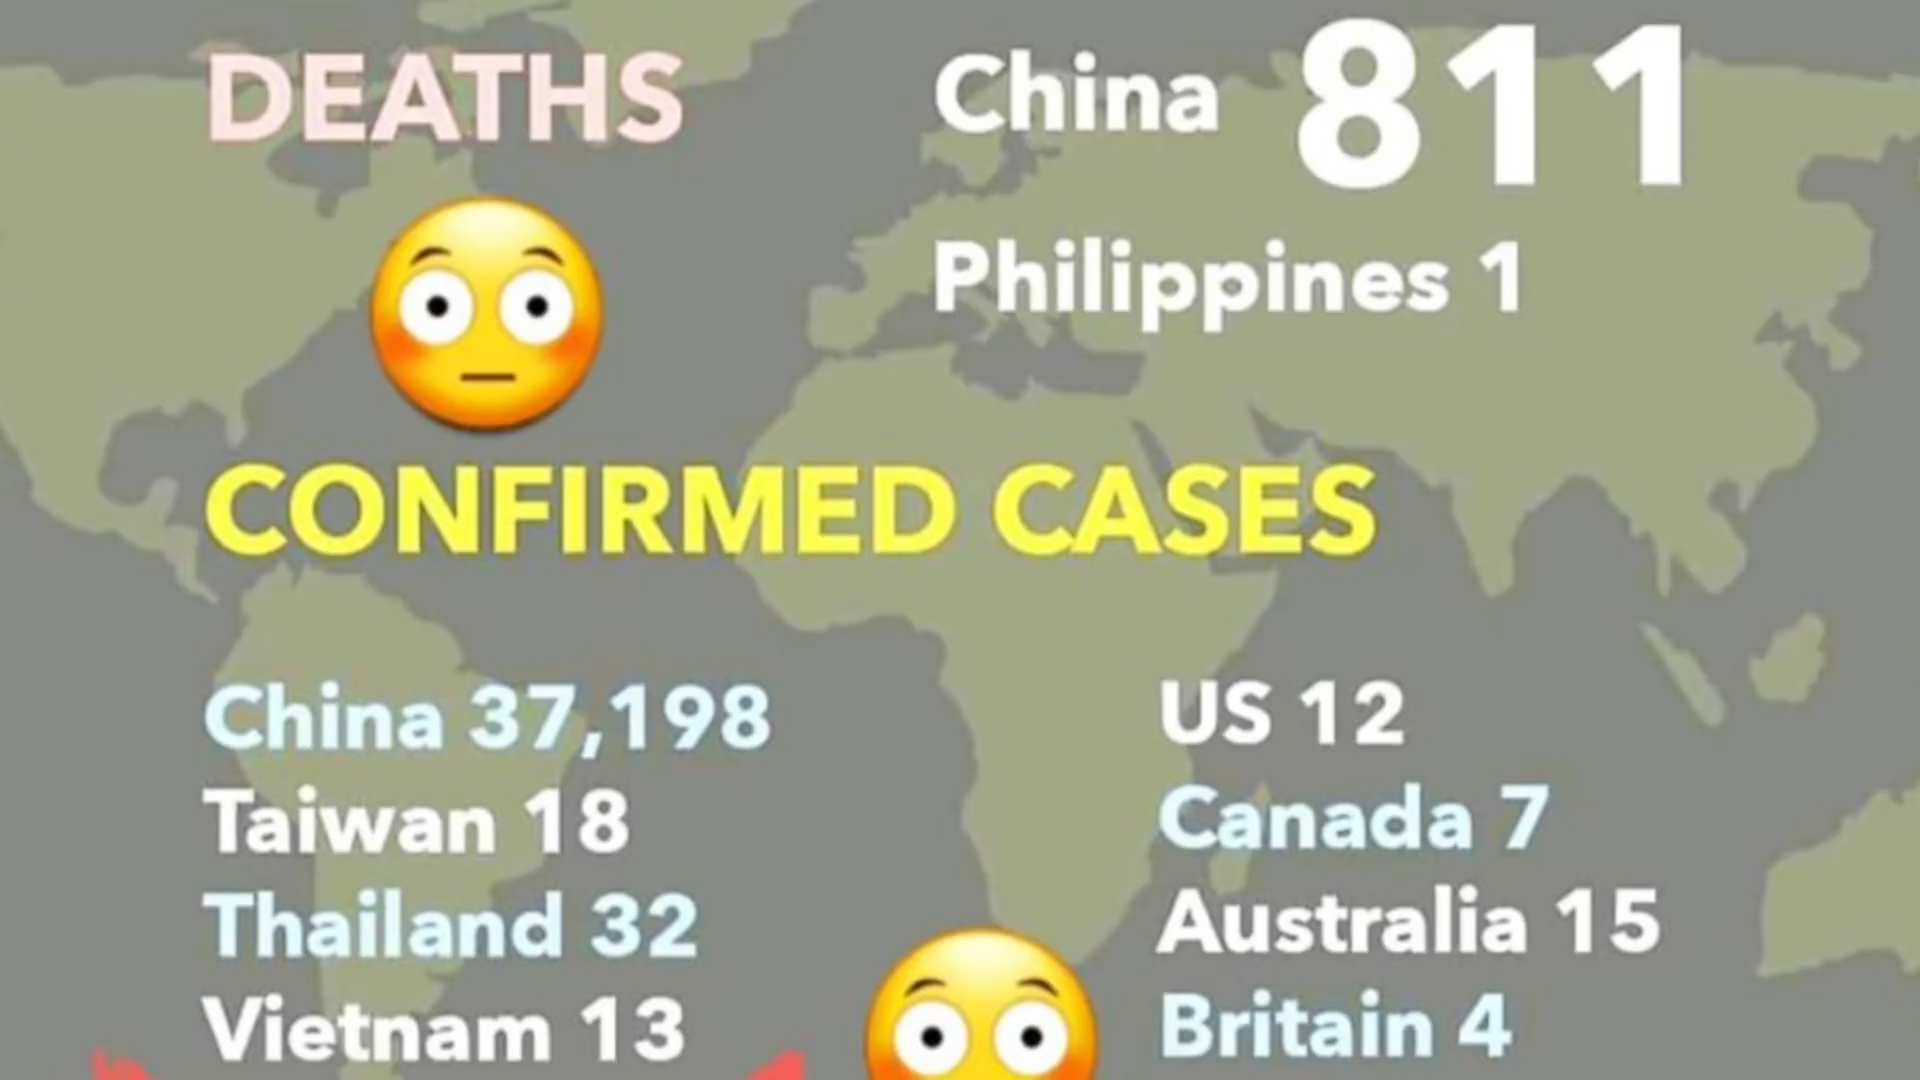 DEATHS
China 811
Philippines 1
CONFIRMED CASES
China 37,198
Taiwan 18
Thailand 32
Vietnam 13
US 12
Canada 7
Australia 15
Britain 4